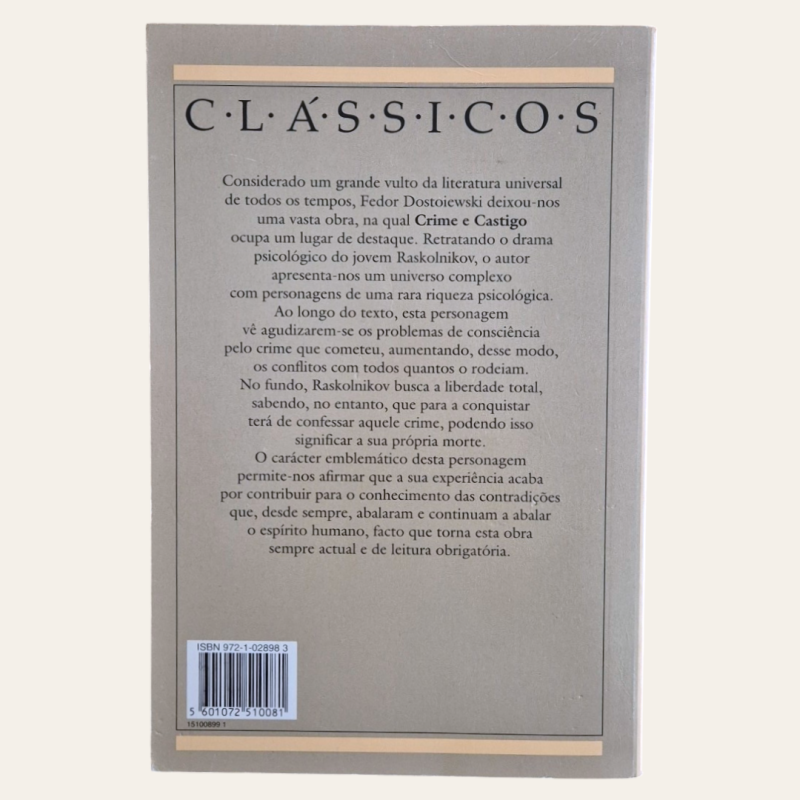 C·L·Á·S·S·I·C·O·S
Considerado um grande vulto da literatura universal
de todos os tempos, Fedor Dostoiewski deixou-nos
uma vasta obra, na qual Crime e Castigo
ocupa um lugar de destaque. Retratando o drama
psicológico do jovem Raskolnikov, o autor
apresenta-nos um universo complexo
com personagens de uma rara riqueza psicológica.
Ao longo do texto, esta personagem
vê agudizarem-se os problemas de consciência
pelo crime que cometeu, aumentando, desse modo,
os conflitos com todos quantos o rodeiam.
No fundo, Raskolnikov busca a liberdade total,
sabendo, no entanto, que para a conquistar
terá de confessar aquele crime, podendo isso
significar a sua própria morte.
O carácter emblemático desta personagem
permite-nos afirmar que a sua experiência acaba
por contribuir para o conhecimento das contradições
que, desde sempre, abalaram e continuam a abalar
o espírito humano, facto que torna esta obra
sempre actual e de leitura obrigatória.
ISBN 972-1-02898 3
5 601072 510081
15100899 1